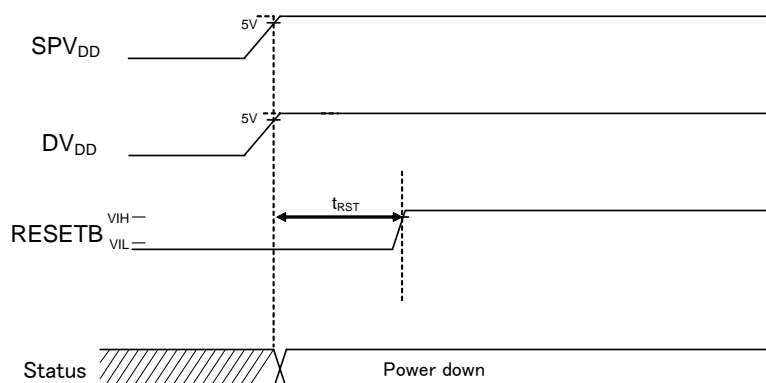 5V
SPVDD
5V
DVDD
tRST
VIH
RESETB
VIL
Status
Power down